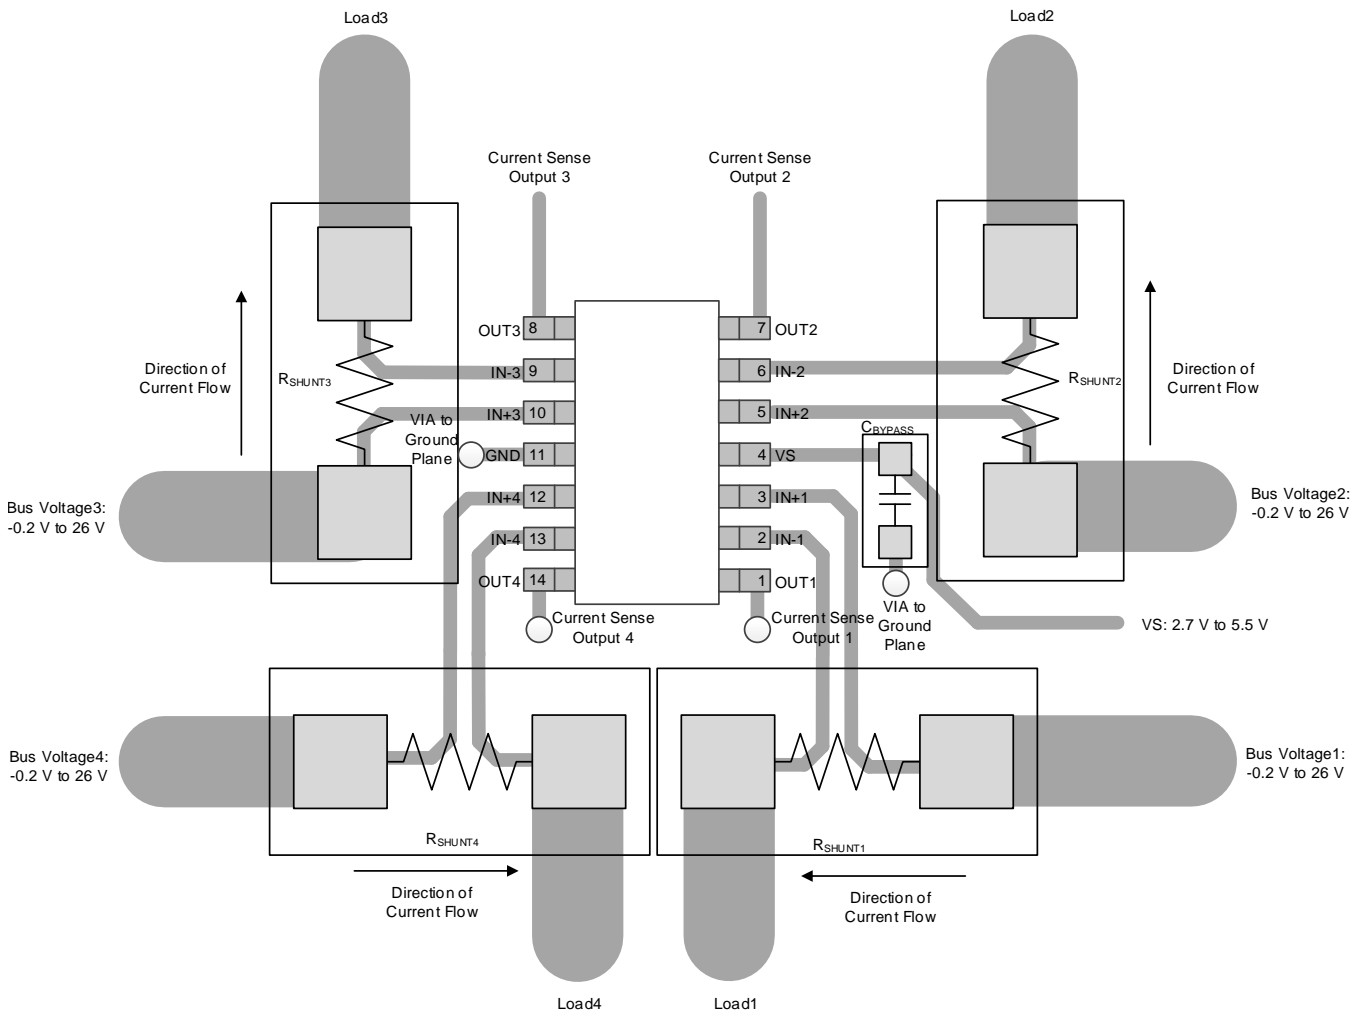 Load3
Load2
Current Sense
Output 3
Current Sense
Output 2
OUT3 8
7 OUT2
IN-3 9
6 IN-2
IN+3 10
5 IN+2
GND 11
4 VS
IN+4 12
3 IN+1
IN-4 13
2 IN-1
OUT4 14
1 OUT1
Direction of
Current Flow
RSHUNT3
VIA to
Ground
Plane
CBYPASS
RSHUNT2
Direction of
Current Flow
Bus Voltage3:
-0.2 V to 26 V
Bus Voltage2:
-0.2 V to 26 V
Current Sense
Output 4
Current Sense
Output 1
VIA to
Ground
Plane
VS: 2.7 V to 5.5 V
Bus Voltage4:
-0.2 V to 26 V
Bus Voltage1:
-0.2 V to 26 V
RSHUNT4
RSHUNT1
Direction of
Current Flow
Direction of
Current Flow
Load4
Load1